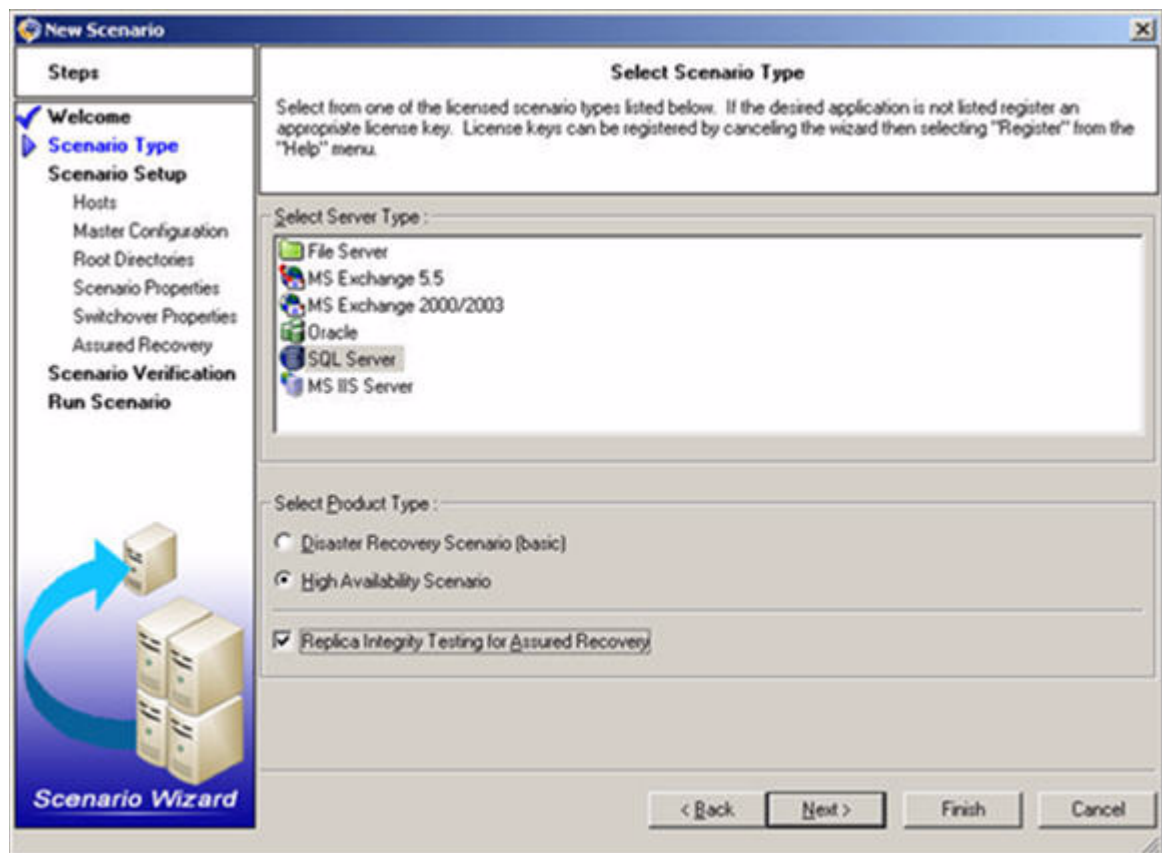 New Scenario
Steps
Welcome
Scenario Type
Scenario Setup
Hosts
Master Configuration
Root Directories
Scenario Properties
Switchover Properties
Assured Recovery
Scenario Verification
Run Scenario
Scenario Wizard
Select Scenario Type
Select from one of the licensed scenario types listed below. If the desired application is not listed register an
appropriate license key. License keys can be registered by canceling the wizard then selecting "Register" from the
"Help" menu.
Select Server Type :
File Server
MS Exchange 5.5
MS Exchange 2000/2003
Oracle
SQL Server
MS IIS Server
Select Product Type :
Disaster Recovery Scenario (basic)
High Availability Scenario
Replica Integrity Testing for Assured Recovery
< Back Next > Finish Cancel